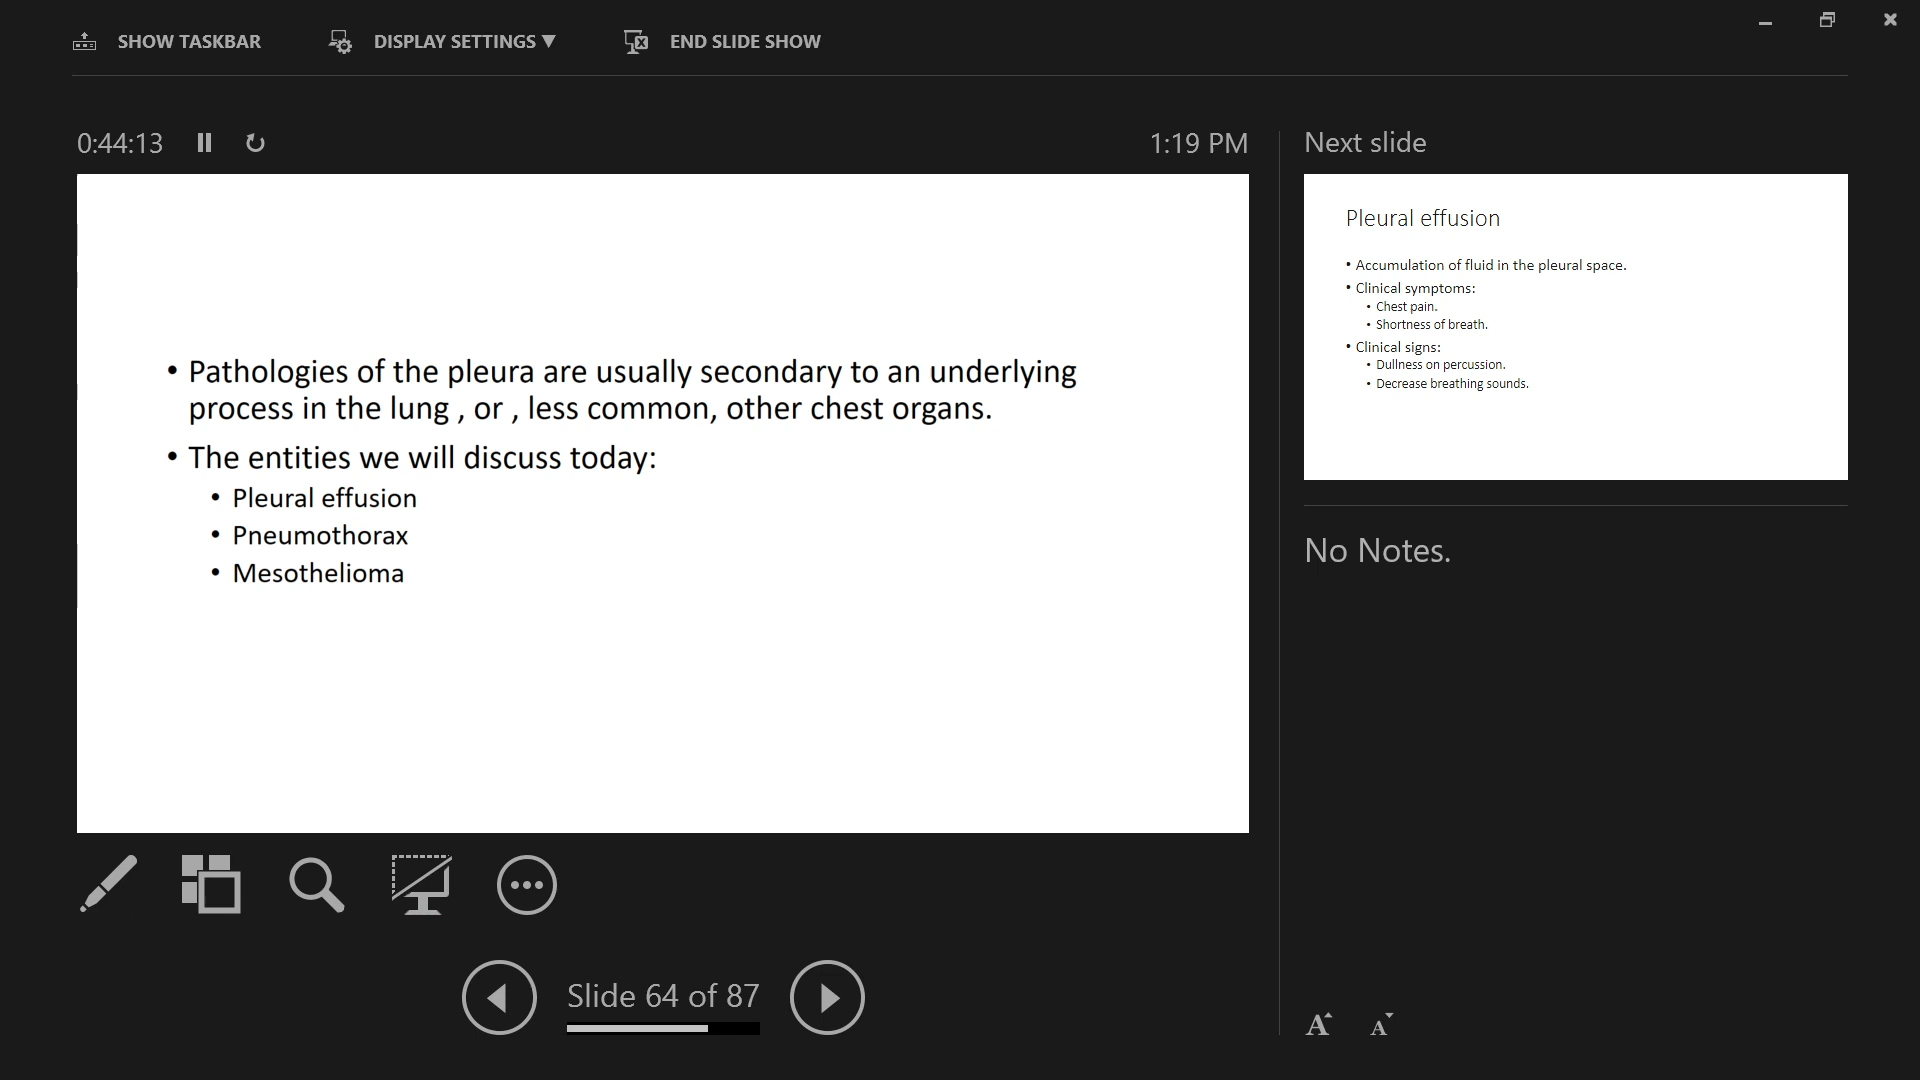 SHOW TASKBAR
DISPLAY SETTINGS ▼
END SLIDE SHOW
0:44:13
1:19 PM
• Pathologies of the pleura are usually secondary to an underlying
process in the lung , or , less common, other chest organs.
• The entities we will discuss today:
• Pleural effusion
• Pneumothorax
• Mesothelioma
Slide 64 of 87
Next slide
Pleural effusion
• Accumulation of fluid in the pleural space.
• Clinical symptoms:
• Chest pain.
• Shortness of breath.
• Clinical signs:
• Dullness on percussion.
• Decrease breathing sounds.
No Notes.
A A